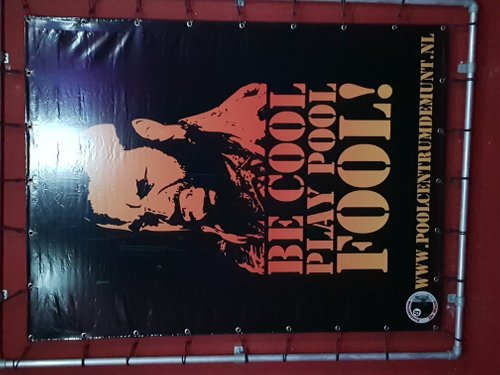 BE COOL
PLAY POOL
FOOL!
WWW.POOLCENTRUMDEMUNT.NL